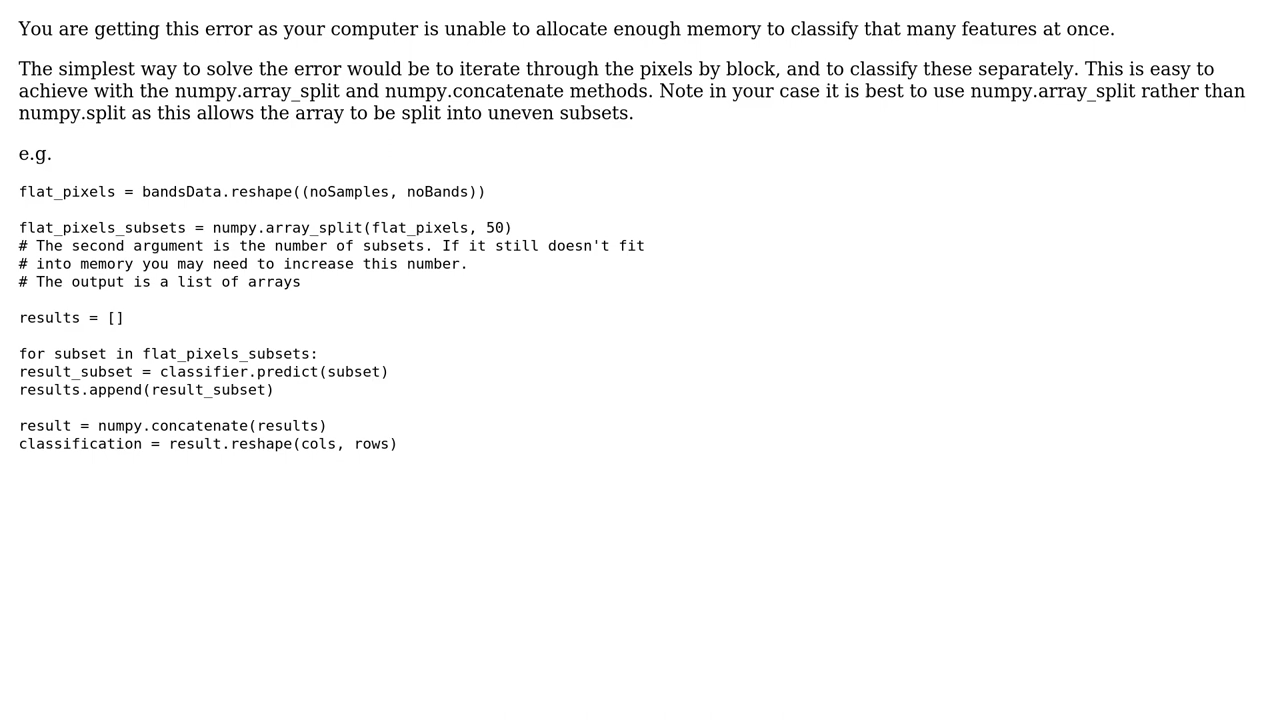 You are getting this error as your computer is unable to allocate enough memory to classify that many features at once.
The simplest way to solve the error would be to iterate through the pixels by block, and to classify these separately. This is easy to
achieve with the numpy.array_split and numpy.concatenate methods. Note in your case it is best to use numpy.array_split rather than
numpy.split as this allows the array to be split into uneven subsets.
e.g.
flat_pixels = bandsData.reshape((noSamples, noBands))
flat_pixels_subsets = numpy.array_split(flat_pixels, 50)
# The second argument is the number of subsets. If it still doesn't fit
# into memory you may need to increase this number.
# The output is a list of arrays
results = []
for subset in flat_pixels_subsets:
result_subset = classifier.predict(subset)
results.append(result_subset)
result = numpy.concatenate(results)
classification = result.reshape(cols, rows)